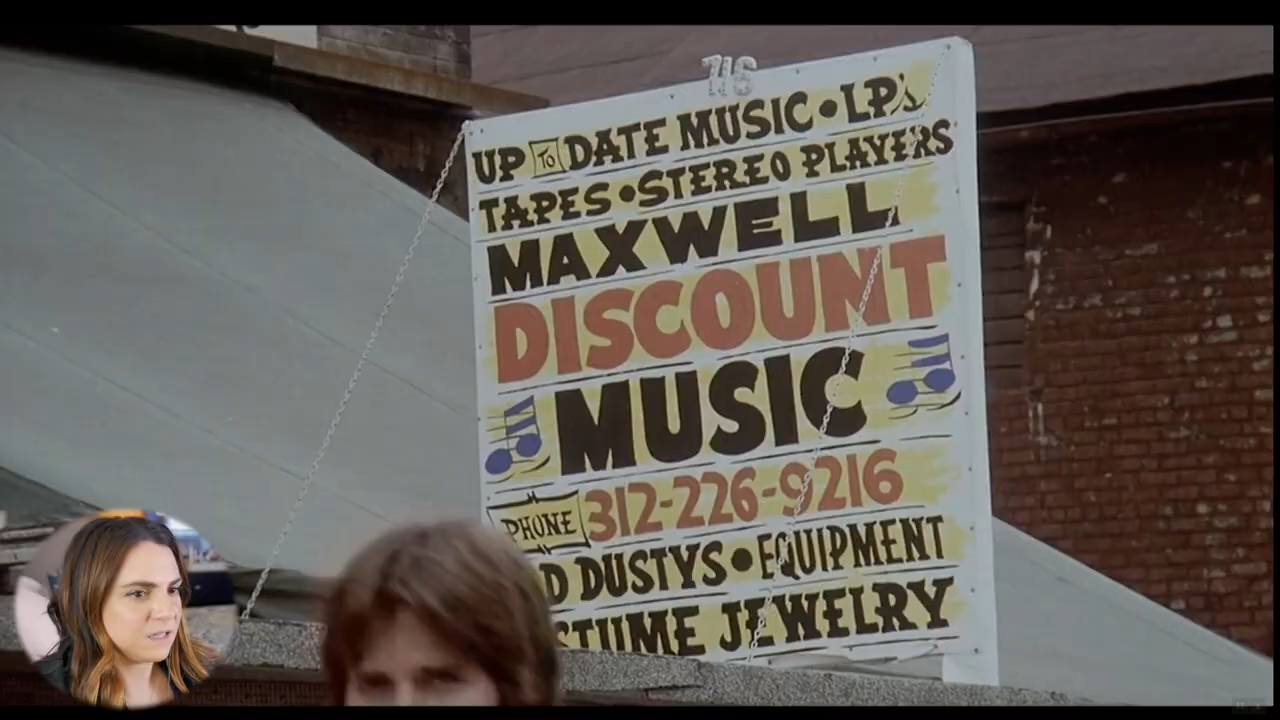 716
UP TO DATE MUSIC • LP's
TAPES • STEREO PLAYERS
MAXWELL
DISCOUNT
MUSIC
PHONE 312-226-9216
DUSTYS • EQUIPMENT
JEWELRY